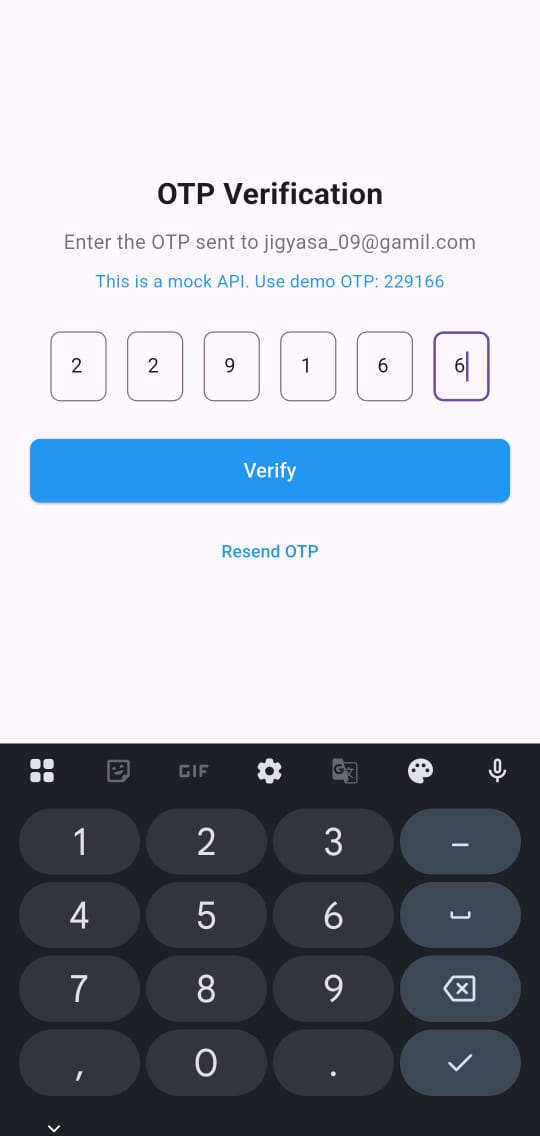 OTP Verification
Enter the OTP sent to jigyasa_09@gamil.com
This is a mock API. Use demo OTP: 229166
2 2 9 1 6 6
Verify
Resend OTP
GIF
G 文
1 2 3 –
4 5 6
7 8 9
, 0 .